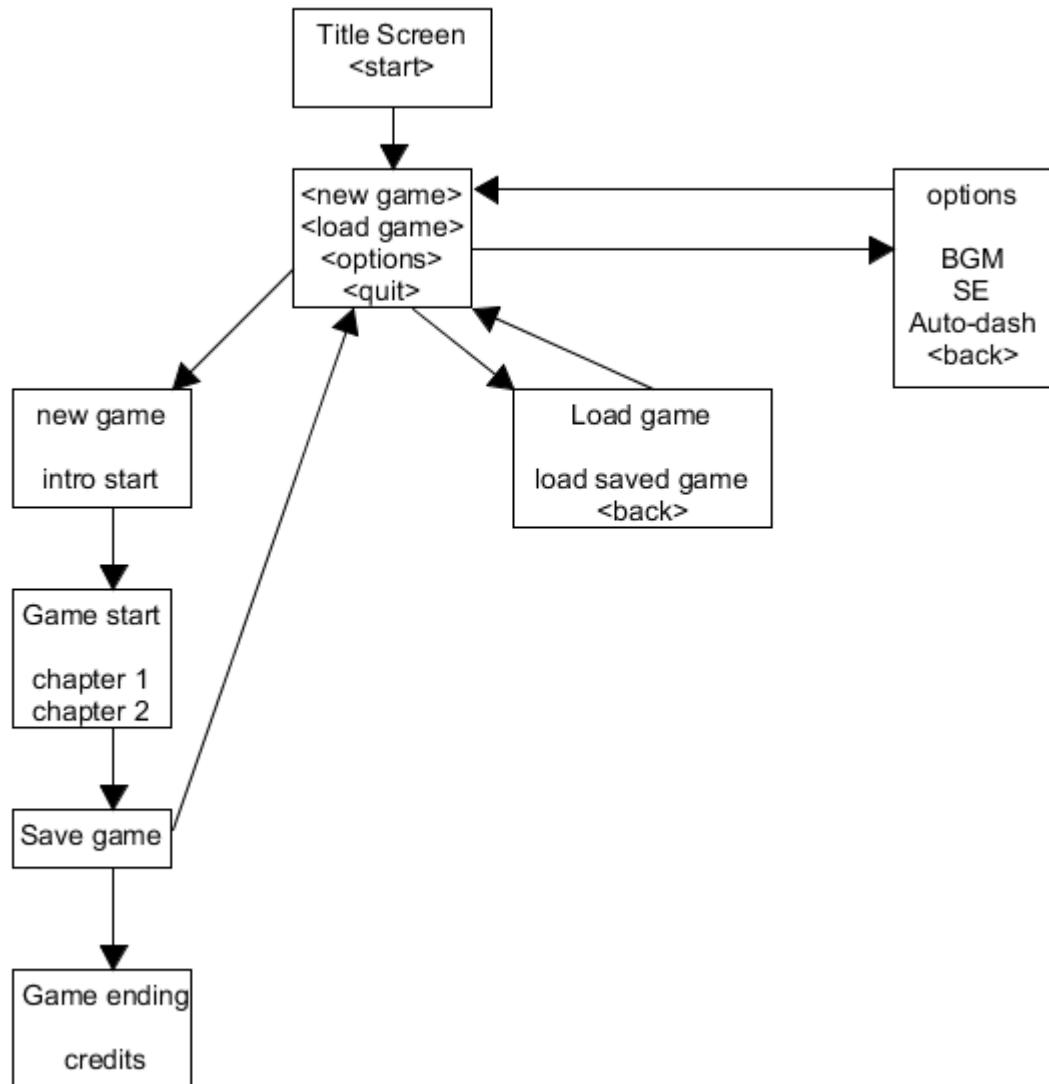 Title Screen
<start>
<new game>
<load game>
<options>
<quit>
options
BGM
SE
Auto-dash
<back>
new game
intro start
Load game
load saved game
<back>
Game start
chapter 1
chapter 2
Save game
Game ending
credits